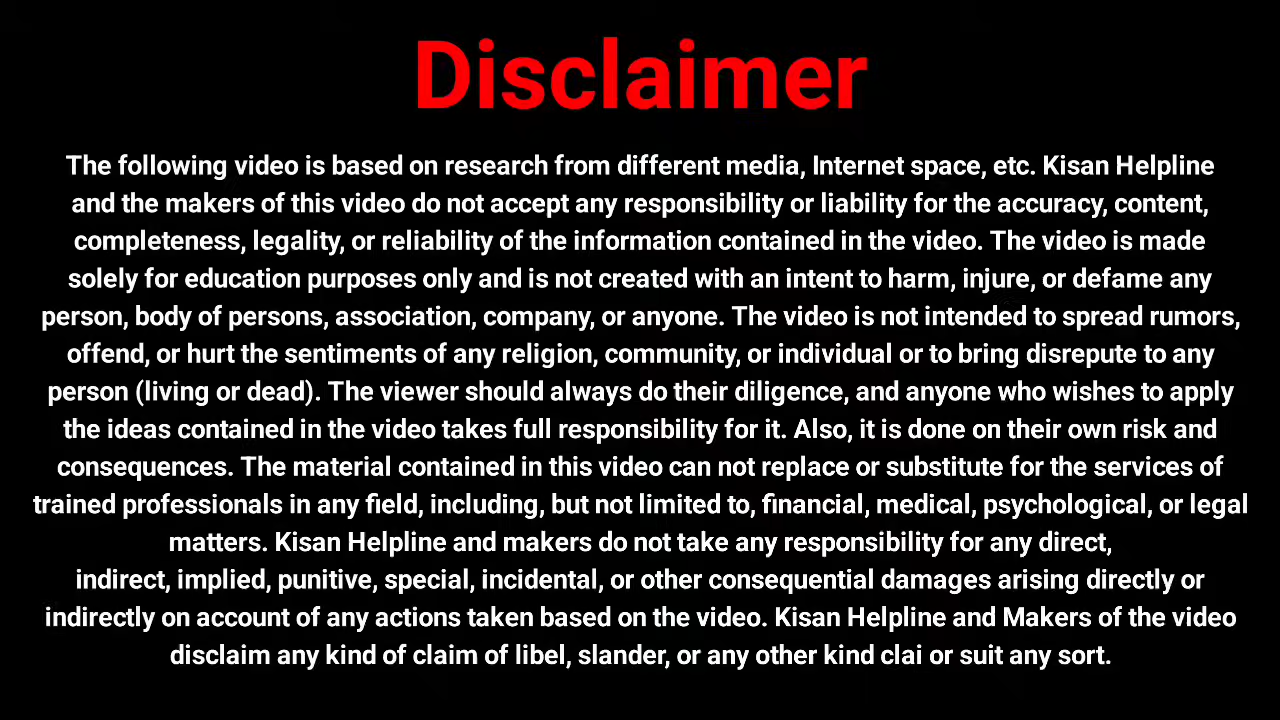 Disclaimer
The following video is based on research from different media, Internet space, etc. Kisan Helpline
and the makers of this video do not accept any responsibility or liability for the accuracy, content,
completeness, legality, or reliability of the information contained in the video. The video is made
solely for education purposes only and is not created with an intent to harm, injure, or defame any
person, body of persons, association, company, or anyone. The video is not intended to spread rumors,
offend, or hurt the sentiments of any religion, community, or individual or to bring disrepute to any
person (living or dead). The viewer should always do their diligence, and anyone who wishes to apply
the ideas contained in the video takes full responsibility for it. Also, it is done on their own risk and
consequences. The material contained in this video can not replace or substitute for the services of
trained professionals in any field, including, but not limited to, financial, medical, psychological, or legal
matters. Kisan Helpline and makers do not take any responsibility for any direct,
indirect, implied, punitive, special, incidental, or other consequential damages arising directly or
indirectly on account of any actions taken based on the video. Kisan Helpline and Makers of the video
disclaim any kind of claim of libel, slander, or any other kind clai or suit any sort.